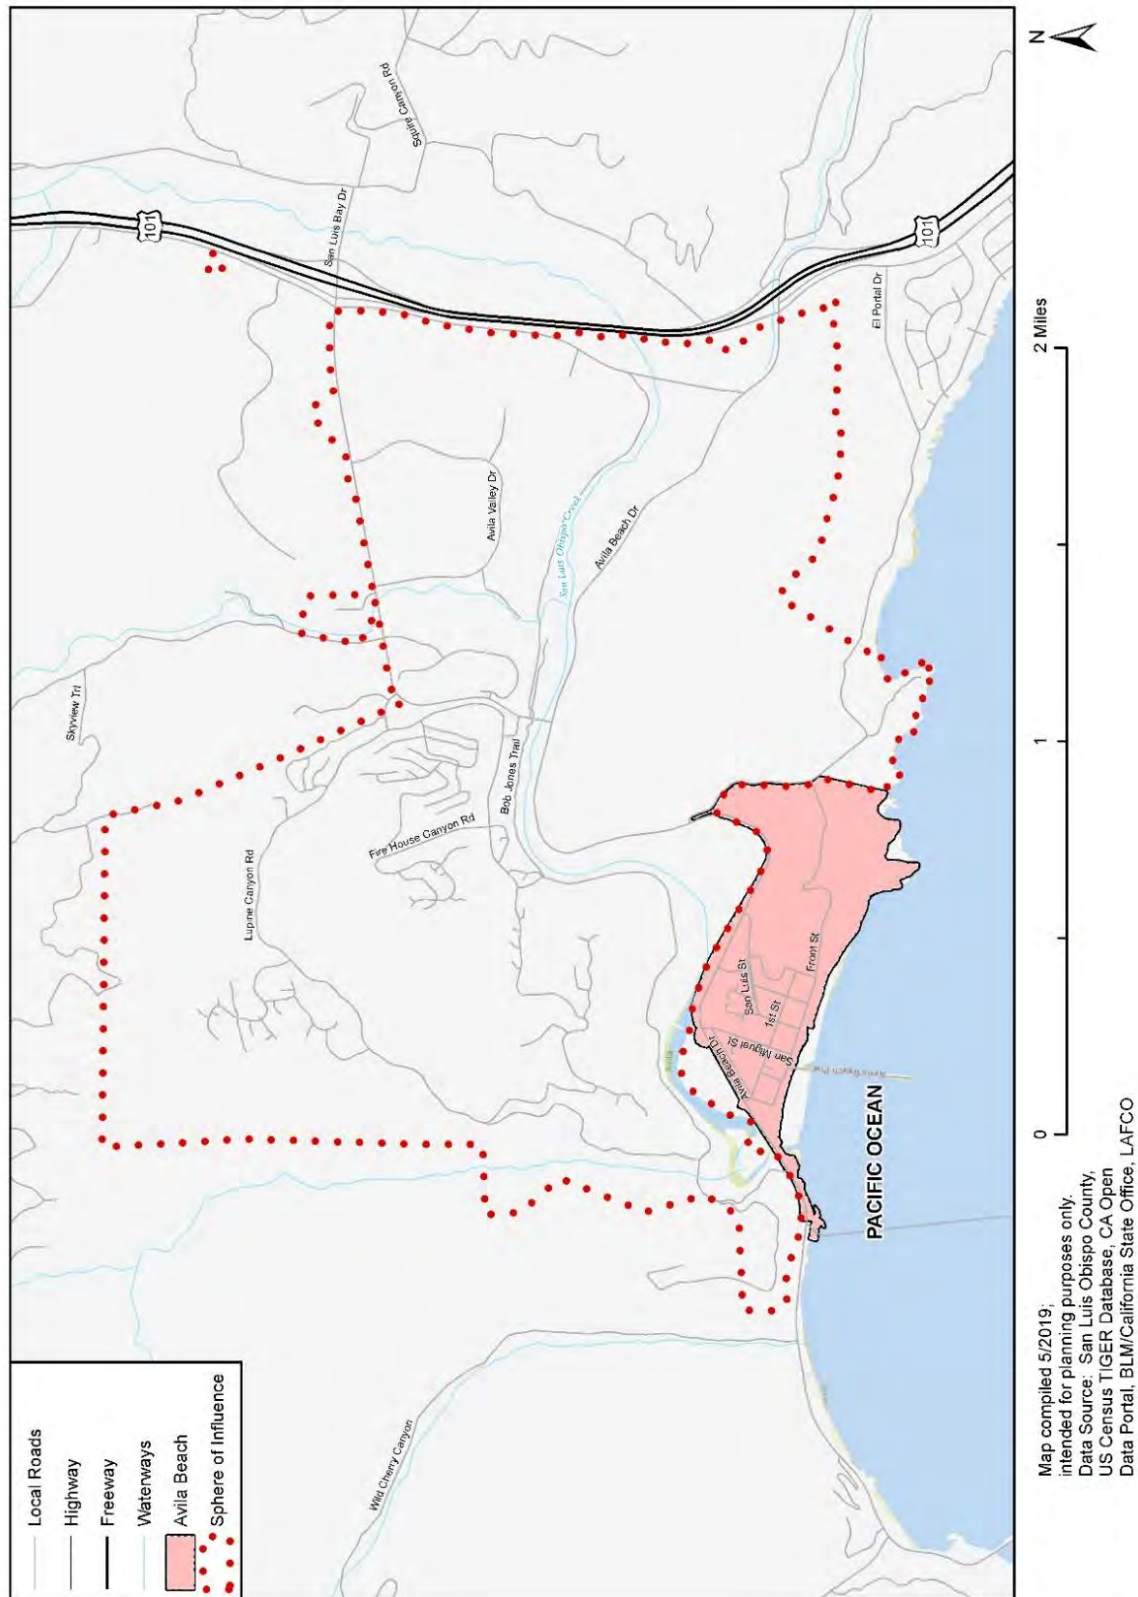 Local Roads
Highway
Freeway
Waterways
Avila Beach
Sphere of Influence
Wild Cherry Canyon
Skyview Trl
Lupine Canyon Rd
Fire House Canyon Rd
Bob Jones Trail
Avila Valley Dr
San Luis Bay Dr
Squire Canyon Rd
101
101
San Luis Obispo Creek
Avila Beach Dr
El Portal Dr
Avila Beach Dr
San Miguel St
San Luis St
1st St
Front St
PACIFIC OCEAN
0
1
2 Miles
N
Map compiled 5/2019;
intended for planning purposes only.
Data Source: San Luis Obispo County,
US Census TIGER Database, CA Open
Data Portal, BLM/California State Office, LAFCO